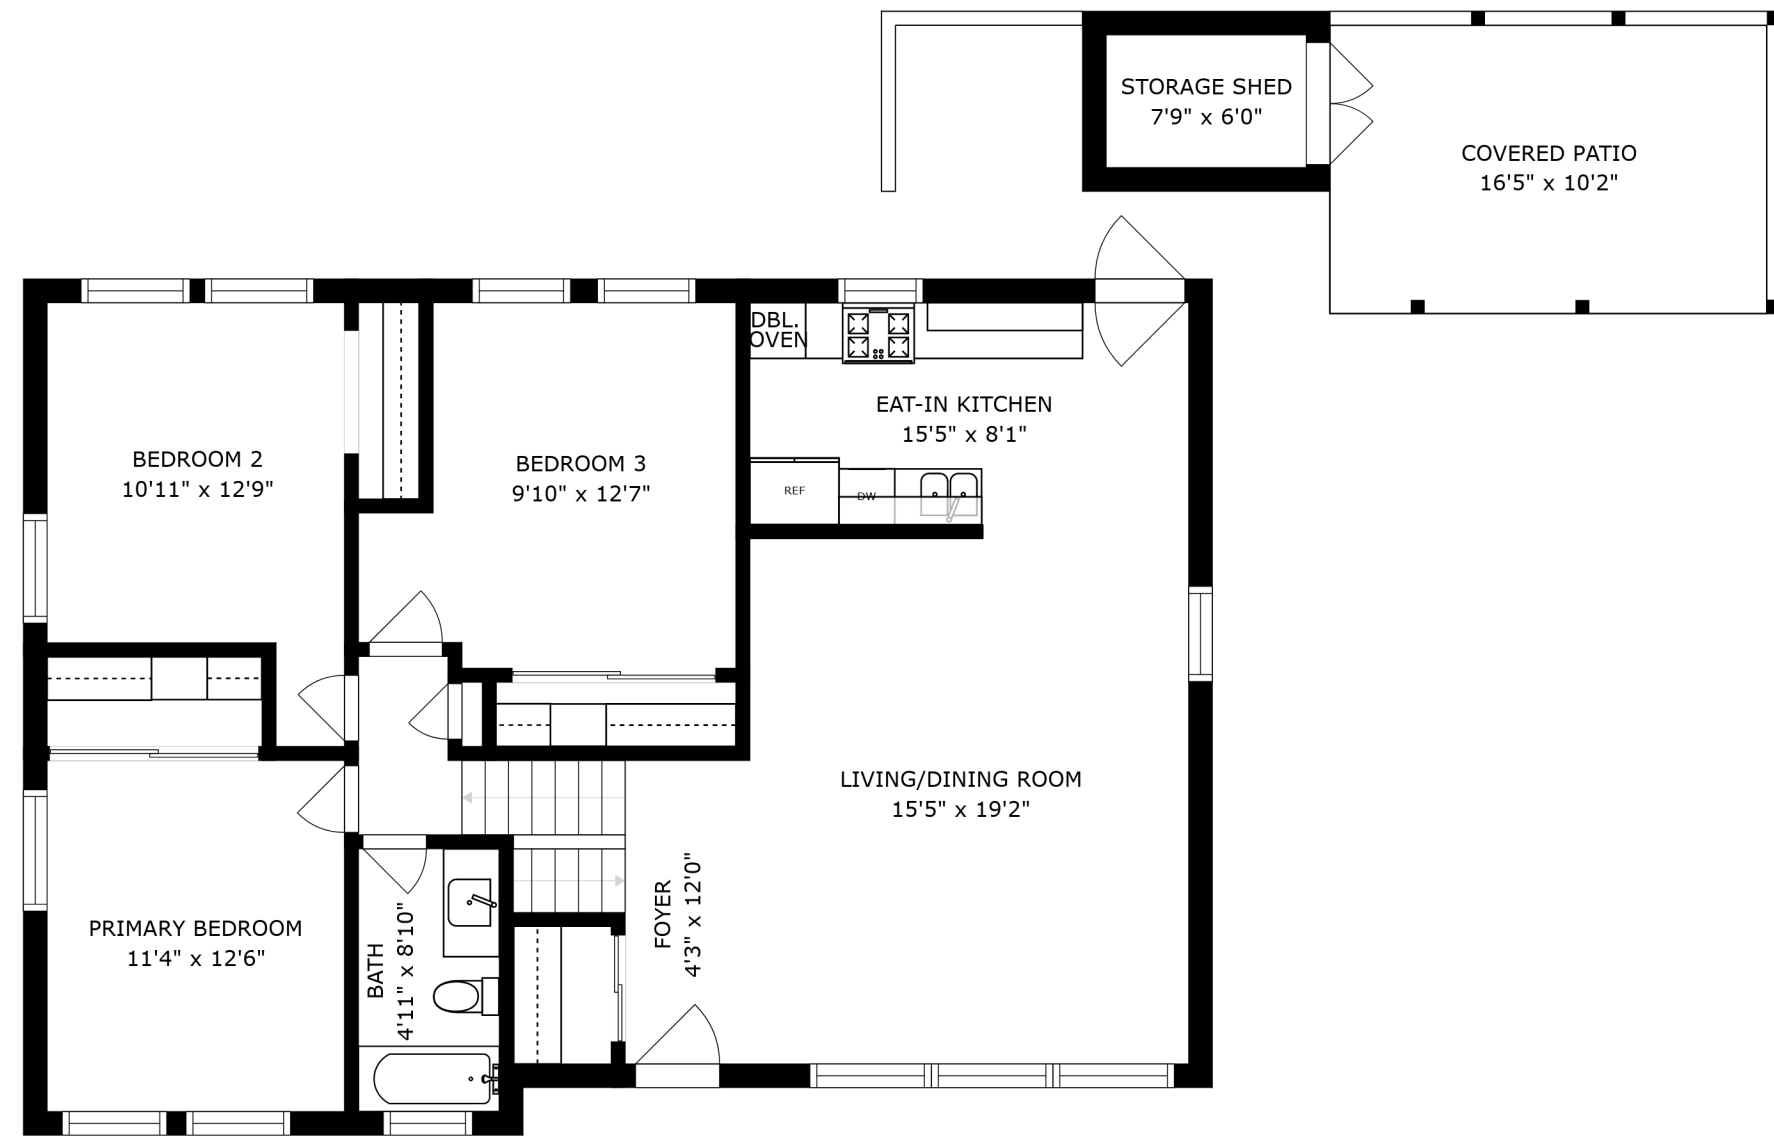 STORAGE SHED
7'9" x 6'0"
COVERED PATIO
16'5" x 10'2"
DBL.
OVEN
EAT-IN KITCHEN
15'5" x 8'1"
BEDROOM 2
10'11" x 12'9"
BEDROOM 3
9'10" x 12'7"
REF
DW
LIVING/DINING ROOM
15'5" x 19'2"
FOYER
4'3" x 12'0"
PRIMARY BEDROOM
11'4" x 12'6"
BATH
4'11" x 8'10"